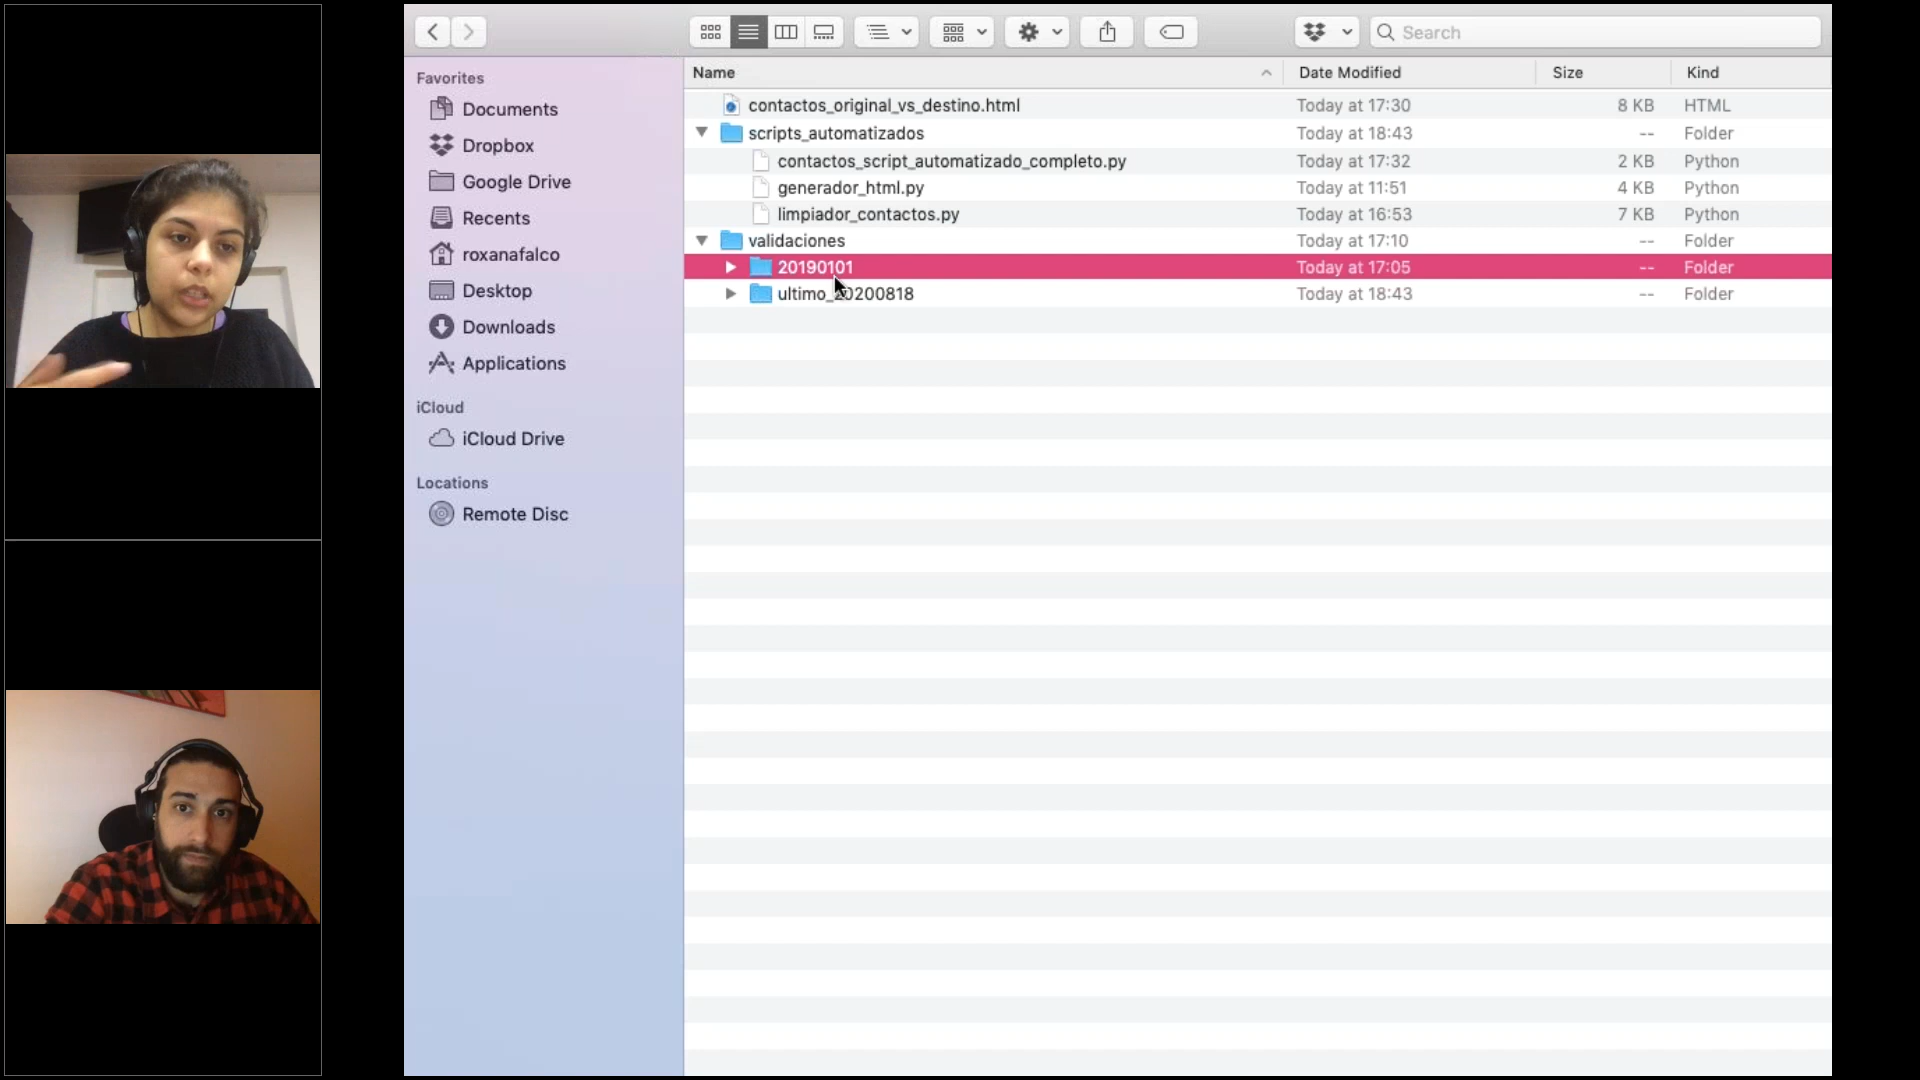 Search
Favorites
Documents
Dropbox
Google Drive
Recents
roxanafalco
Desktop
Downloads
Applications
iCloud
iCloud Drive
Locations
Remote Disc
Name Date Modified Size Kind
contactos_original_vs_destino.html Today at 17:30 8 KB HTML
scripts_automatizados Today at 18:43 -- Folder
contactos_script_automatizado_completo.py Today at 17:32 2 KB Python
generador_html.py Today at 11:51 4 KB Python
limpiador_contactos.py Today at 16:53 7 KB Python
validaciones Today at 17:10 -- Folder
20190101 Today at 17:05 -- Folder
ultimo_20200818 Today at 18:43 -- Folder